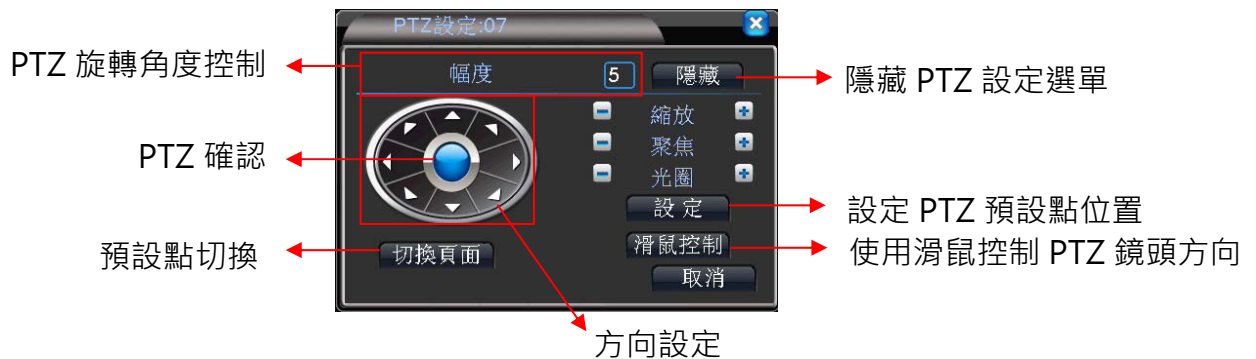 PTZ設定:07
PTZ 旋轉角度控制
幅度 5 隱藏
隱藏 PTZ 設定選單
縮放
PTZ 確認
聚焦
光圈
設定
設定 PTZ 預設點位置
預設點切換
切換頁面
滑鼠控制
使用滑鼠控制 PTZ 鏡頭方向
取消
方向設定